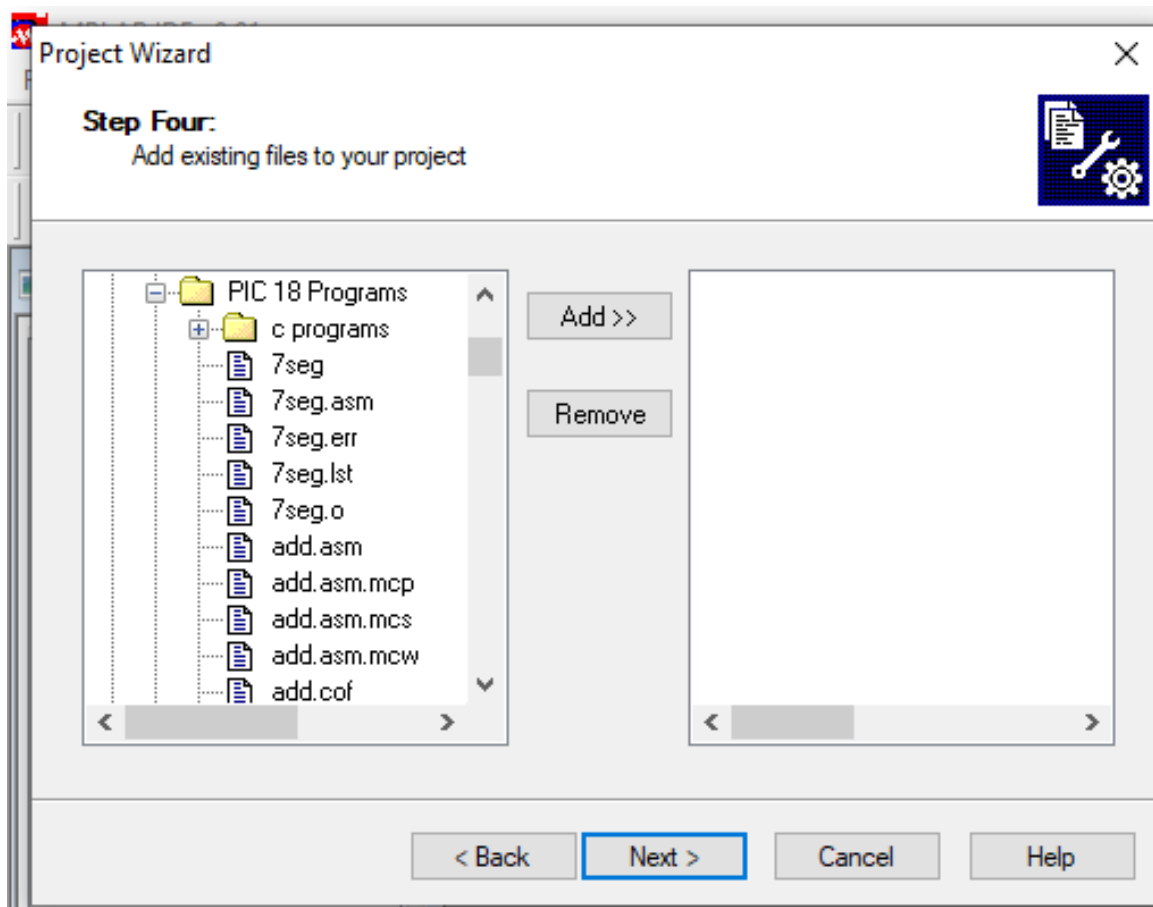 Project Wizard
Step Four:
Add existing files to your project
PIC 18 Programs
c programs
7seg
7seg.asm
7seg.err
7seg.lst
7seg.o
add.asm
add.asm.mcp
add.asm.mcs
add.asm.mcw
add.cof
Add >>
Remove
< Back
Next >
Cancel
Help